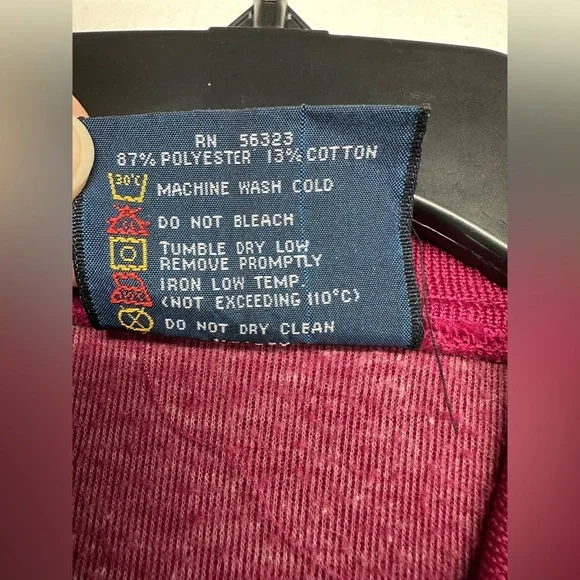 RN 56323
87% POLYESTER 13% COTTON
30°C MACHINE WASH COLD
DO NOT BLEACH
TUMBLE DRY LOW
REMOVE PROMPTLY
IRON LOW TEMP
(NOT EXCEEDING 110°C)
DO NOT DRY CLEAN